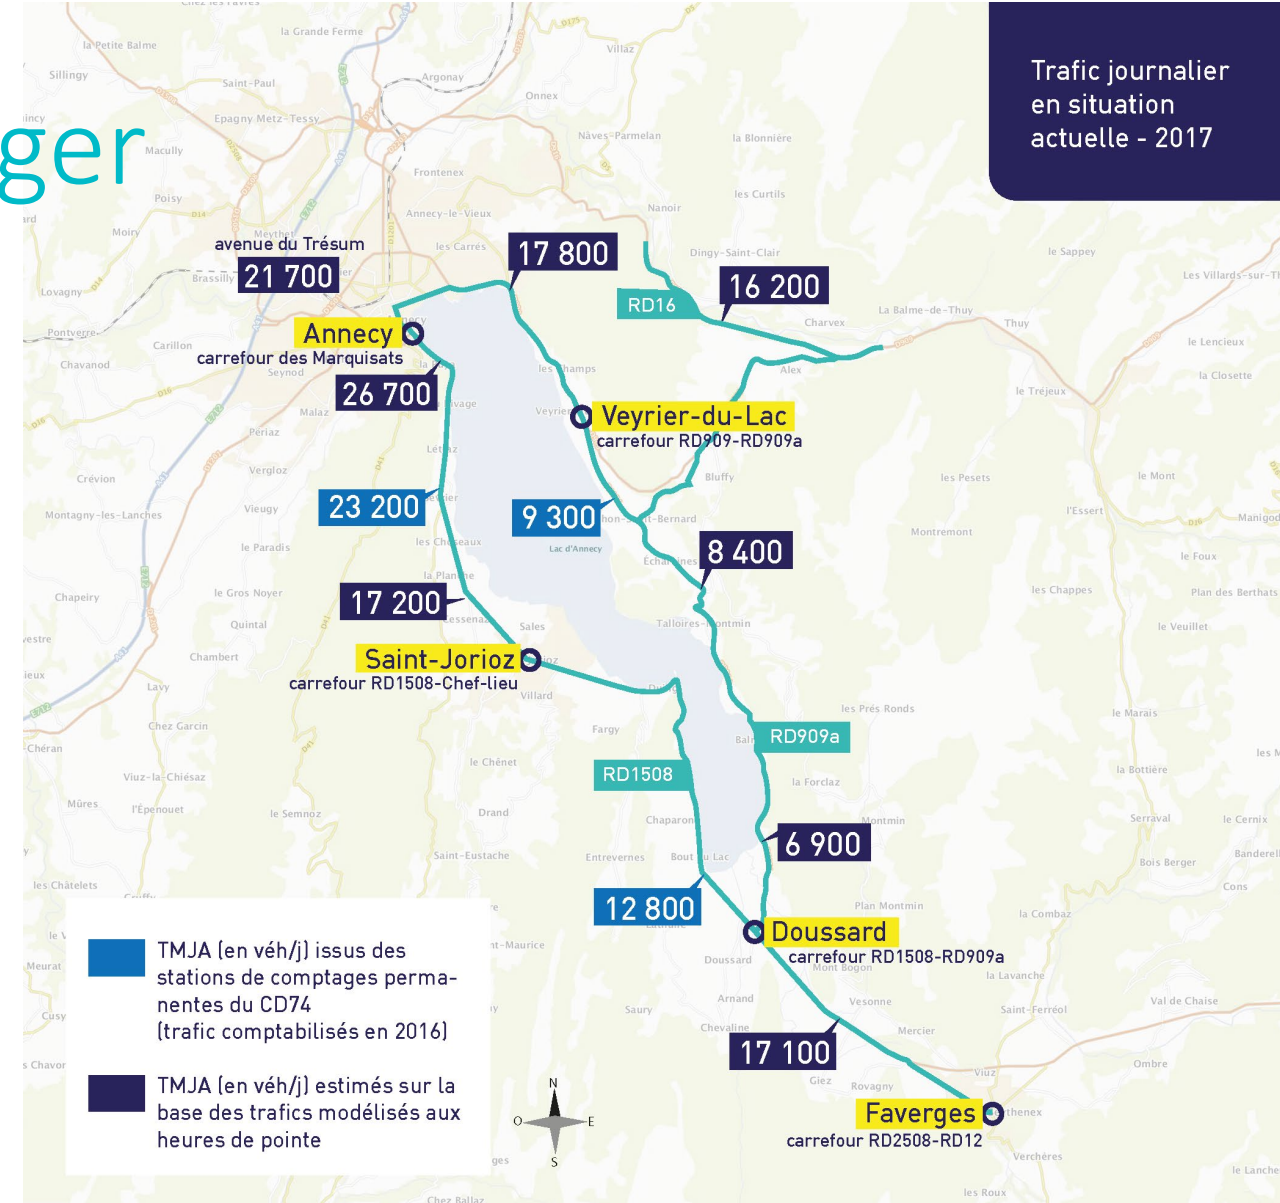 Chez les Favres
la Grande Ferme
la Petite Balme
Villaz
Sillingy
Argonay
Saint-Paul
Onnex
Trafic journalier
en situation
actuelle - 2017
ger
Epagny Metz-Tessy
Nâves-Parmelan
la Blonnière
Macully
Frontenex
Poisy
les Curtils
Annecy-le-Vieux
Nanoir
Moiry
Meythet
les Carrés
avenue du Trésum
21 700
17 800
Dingy-Saint-Clair
le Sappey
Brassilly
16 200
Les Villards-sur-T
Lovagny
RD16
La Balme-de-Thuy
Charvex
Thuy
Pontverre
Annecy
carrefour des Marquisats
Carillon
le Lencieux
Chavanod
Seynod
les Champs
Alex
la Closette
26 700
le Tréjeux
Malaz
Veyrier-du-Lac
carrefour RD909-RD909a
Périaz
Vergloz
Crévion
Bluffy
les Pesets
le Mont
23 200
Vieugy
9 300
Montagny-les-Lanches
l'Essert
Manigod
Montremont
le Paradis
Lac d'Annecy
8 400
le Foux
Chapeiry
le Gros Noyer
17 200
les Chappes
Plan des Berthats
Quintal
Sales
le Veuillet
Chambert
Saint-Jorioz
carrefour RD1508-Chef-lieu
Lavy
Villard
les Prés Ronds
le Marais
Chez Garcin
Fargy
RD909a
Chéran
le Chênet
RD1508
la Forclaz
la Bottière
Viuz-la-Chiésaz
Mûres
l'Épenouet
le Semnoz
Drand
Chaparon
Montmin
Serraval
le Cernix
6 900
Saint-Eustache
Entrevernes
Bout du Lac
Bois Berger
les Châtelets
12 800
Plan Montmin
Cons
la Combaz
Doussard
carrefour RD1508-RD909a
TMJA (en véh/j) issus des
stations de comptages perma-
nentes du CD74
(trafic comptabilisés en 2016)
Doussard
Mont Bogon
la Lavanche
Meurat
Arnand
Vesonne
Saury
Saint-Ferréol
Val de Chaise
Cusy
Chevaline
Mercier
17 100
Ombre
Viuz
Giez
Rovagny
TMJA (en véh/j) estimés sur la
base des trafics modélisés aux
heures de pointe
N
O
E
S
Faverges
carrefour RD2508-RD12
Verchères
les Roux
Chez Ballaz